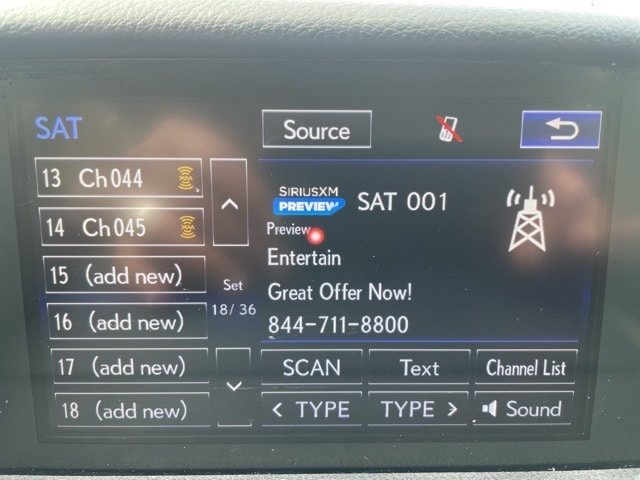 SAT
Source
13 Ch044
14 Ch045
15 (add new)
16 (add new)
17 (add new)
18 (add new)
Set
18/36
SIRIUSXM
PREVIEW
SAT 001
Preview
Entertain
Great Offer Now!
844-711-8800
SCAN
Text
Channel List
< TYPE
TYPE >
Sound